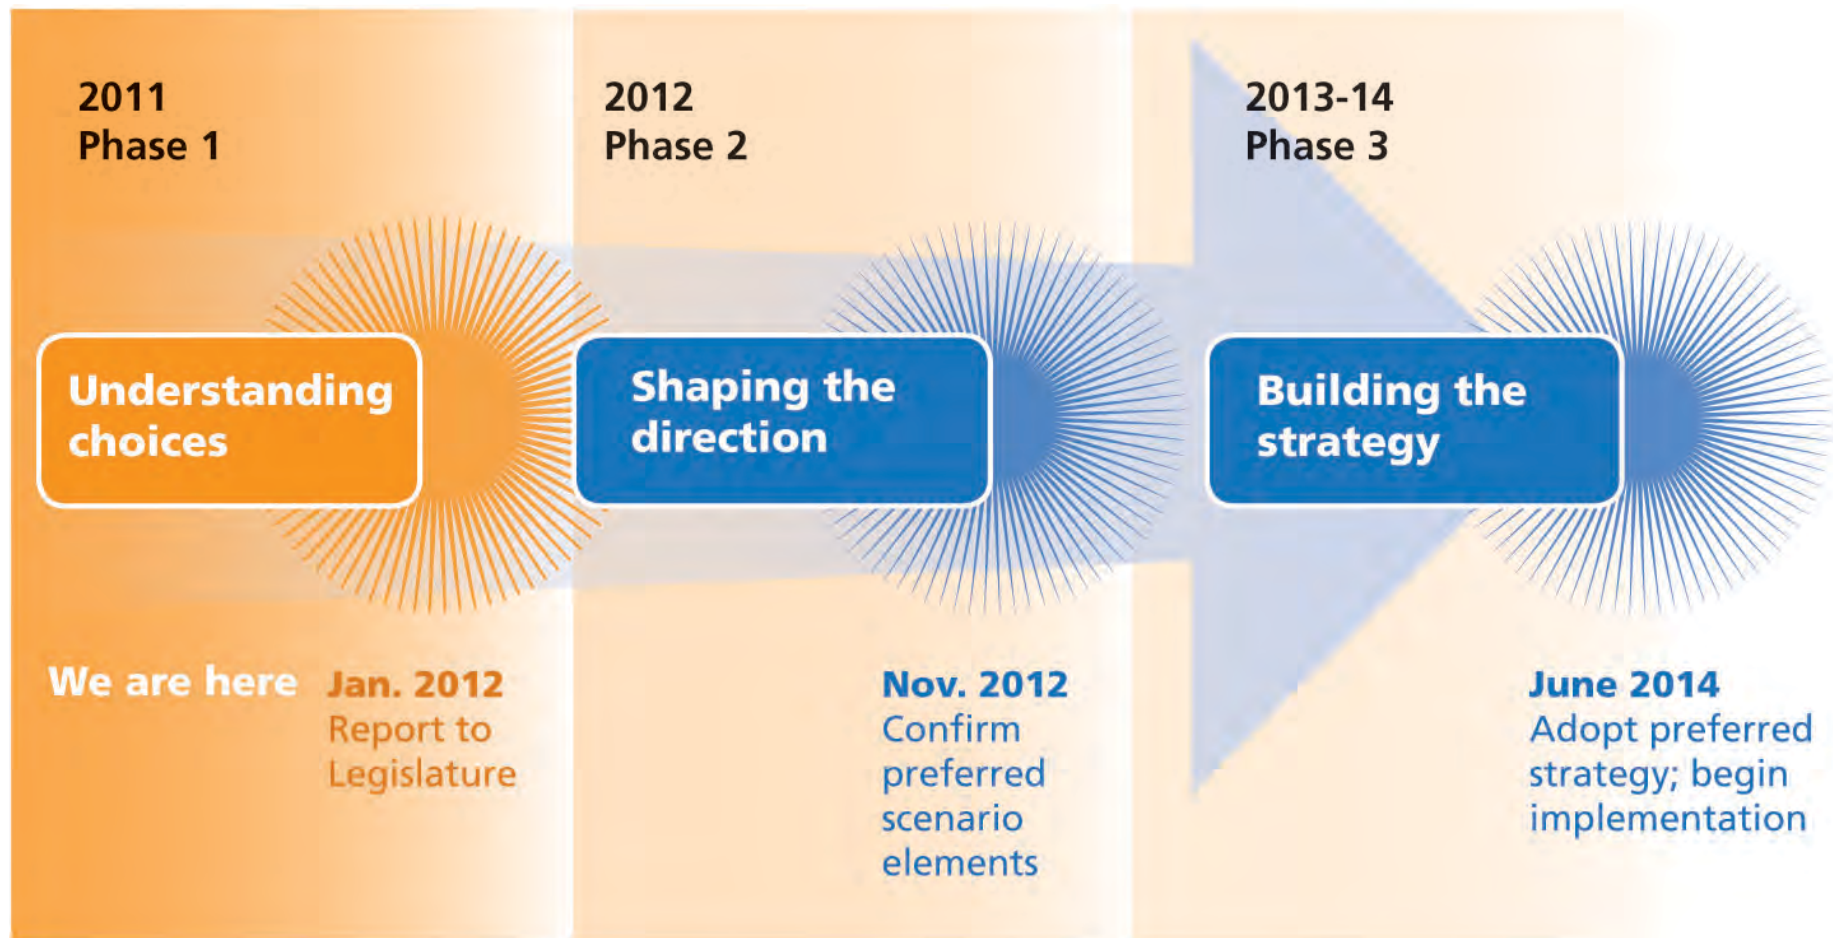 2011
Phase 1
Understanding
choices
We are here
Jan. 2012
Report to
Legislature
2012
Phase 2
Shaping the
direction
Nov. 2012
Confirm
preferred
scenario
elements
2013-14
Phase 3
Building the
strategy
June 2014
Adopt preferred
strategy; begin
implementation